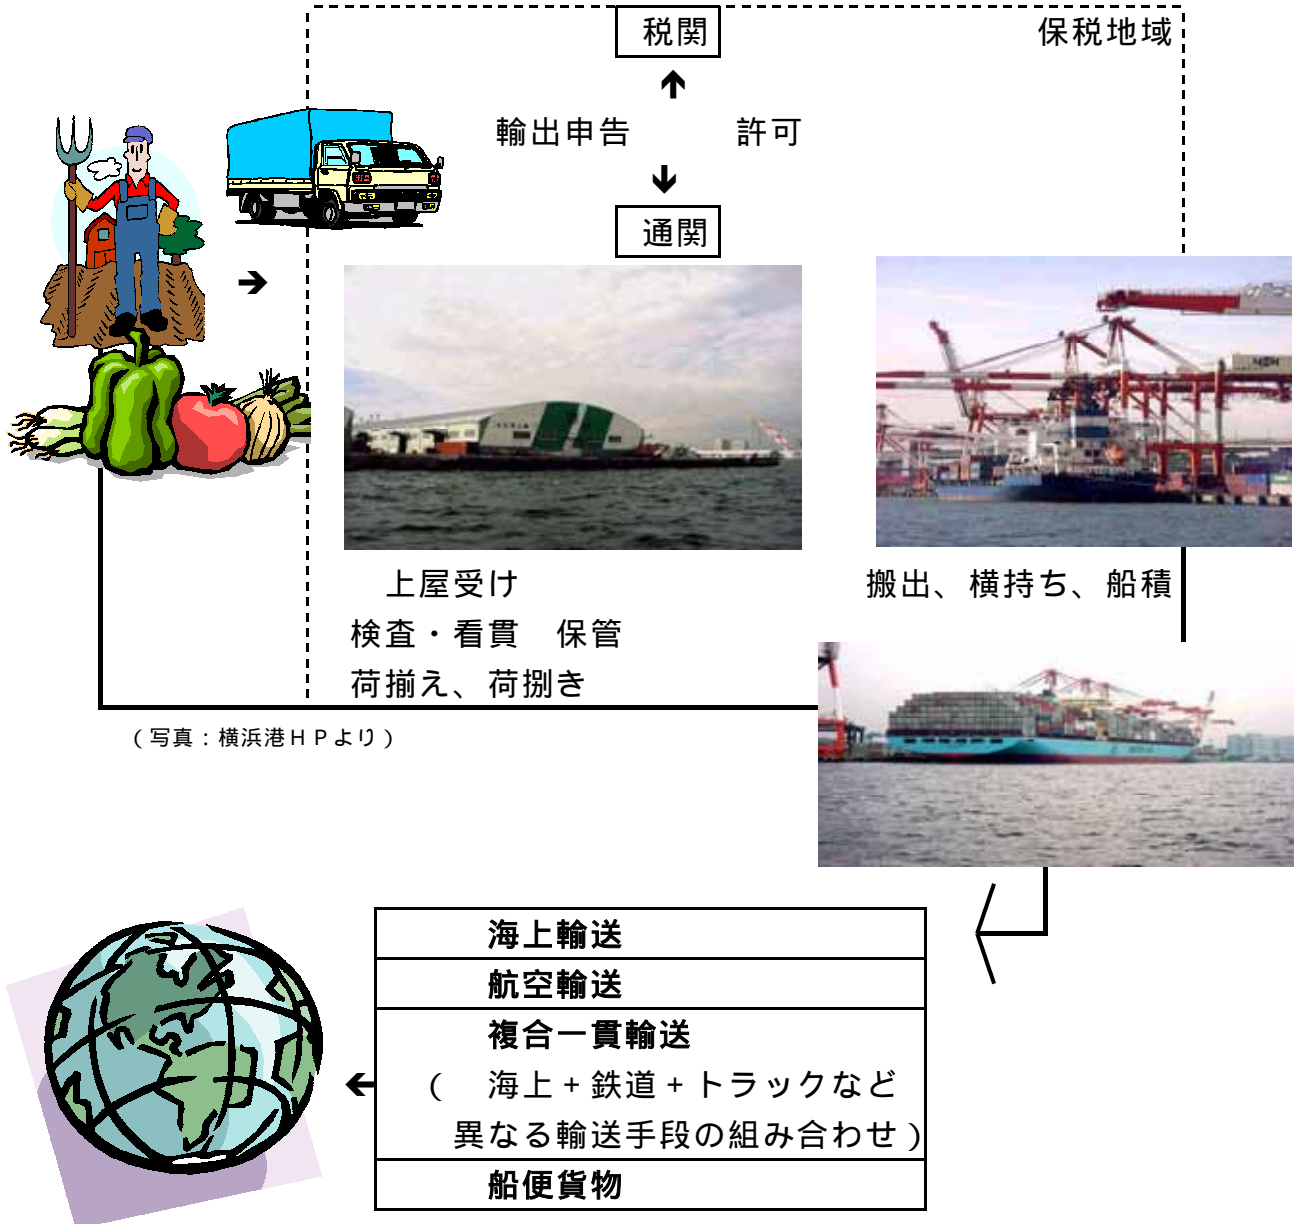 税関
保税地域
輸出申告 許可
通関
上屋受け
検査・看貫 保管
荷揃え、荷捌き
搬出、横持ち、船積
（写真：横浜港ＨＰより）
海上輸送
航空輸送
複合一貫輸送
（ 海上＋鉄道＋トラックなど
異なる輸送手段の組み合わせ）
船便貨物